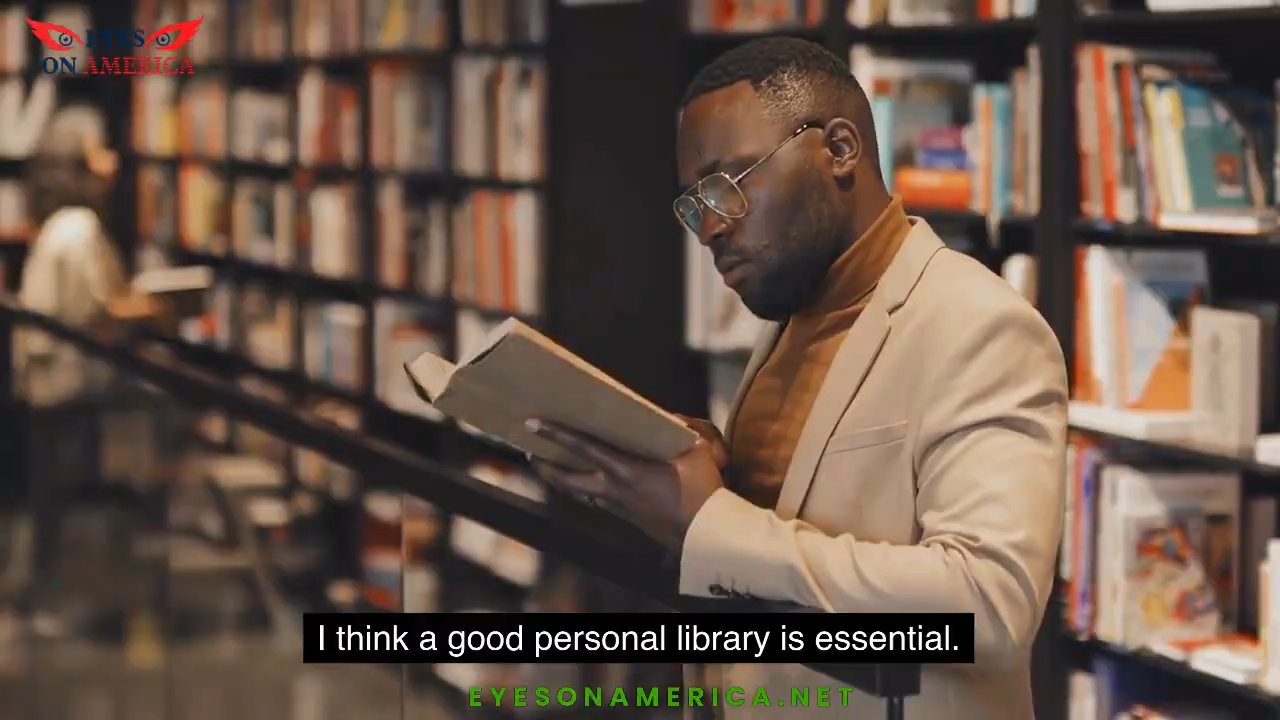 EYES
ON AMERICA
I think a good personal library is essential.
EYESONAMERICA.NET